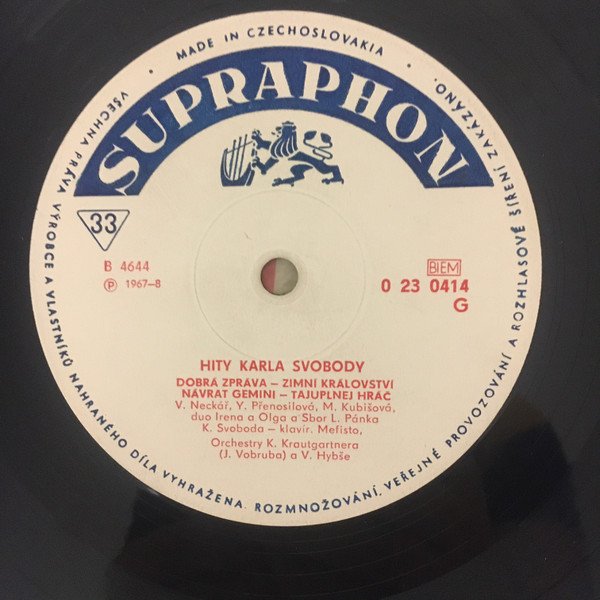 MADE IN CZECHOSLOVAKIA
SUPRAPHON
33
B 4644
Ⓟ 1967–8
BIEM
0 23 0414
G
HITY KARLA SVOBODY
DOBRÁ ZPRÁVA – ZIMNÍ KRÁLOVSTVÍ
NÁVRAT GEMINI – TAJUPLNEJ HRÁČ
V. Neckář, Y. Přenosilová, M. Kubišová,
duo Irena a Olga a Sbor L. Pánka
K. Svoboda – klavír. Mefisto,
Orchestry K. Krautgartnera
(J. Vobruba) a V. Hybše
VŠECHNA PRÁVA VÝROBCE A VLASTNÍKŮ NAHRANÉHO DÍLA VYHRAŽENA. ROZMNOŽOVÁNÍ, VEŘEJNÉ PROVOZOVÁNÍ A ROZHLASOVÉ ŠÍŘENÍ ZAKÁZÁNO.